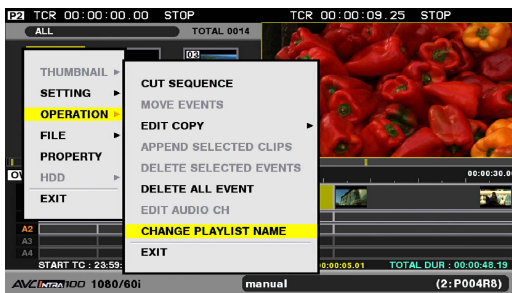 P2 TCR 00:00:00.00 STOP TCR 00:00:09.25 STOP
ALL TOTAL 0014
03
THUMBNAIL
SETTING
OPERATION
FILE
PROPERTY
HDD
EXIT
CUT SEQUENCE
MOVE EVENTS
EDIT COPY
APPEND SELECTED CLIPS
DELETE SELECTED EVENTS
DELETE ALL EVENT
EDIT AUDIO CH
CHANGE PLAYLIST NAME
EXIT
00:00:30.0
A2
A3
A4
START TC : 23:59: 0:00:05.01 TOTAL DUR : 00:00:48.19
AVC INTRA 100 1080/60i manual (2:P004R8)